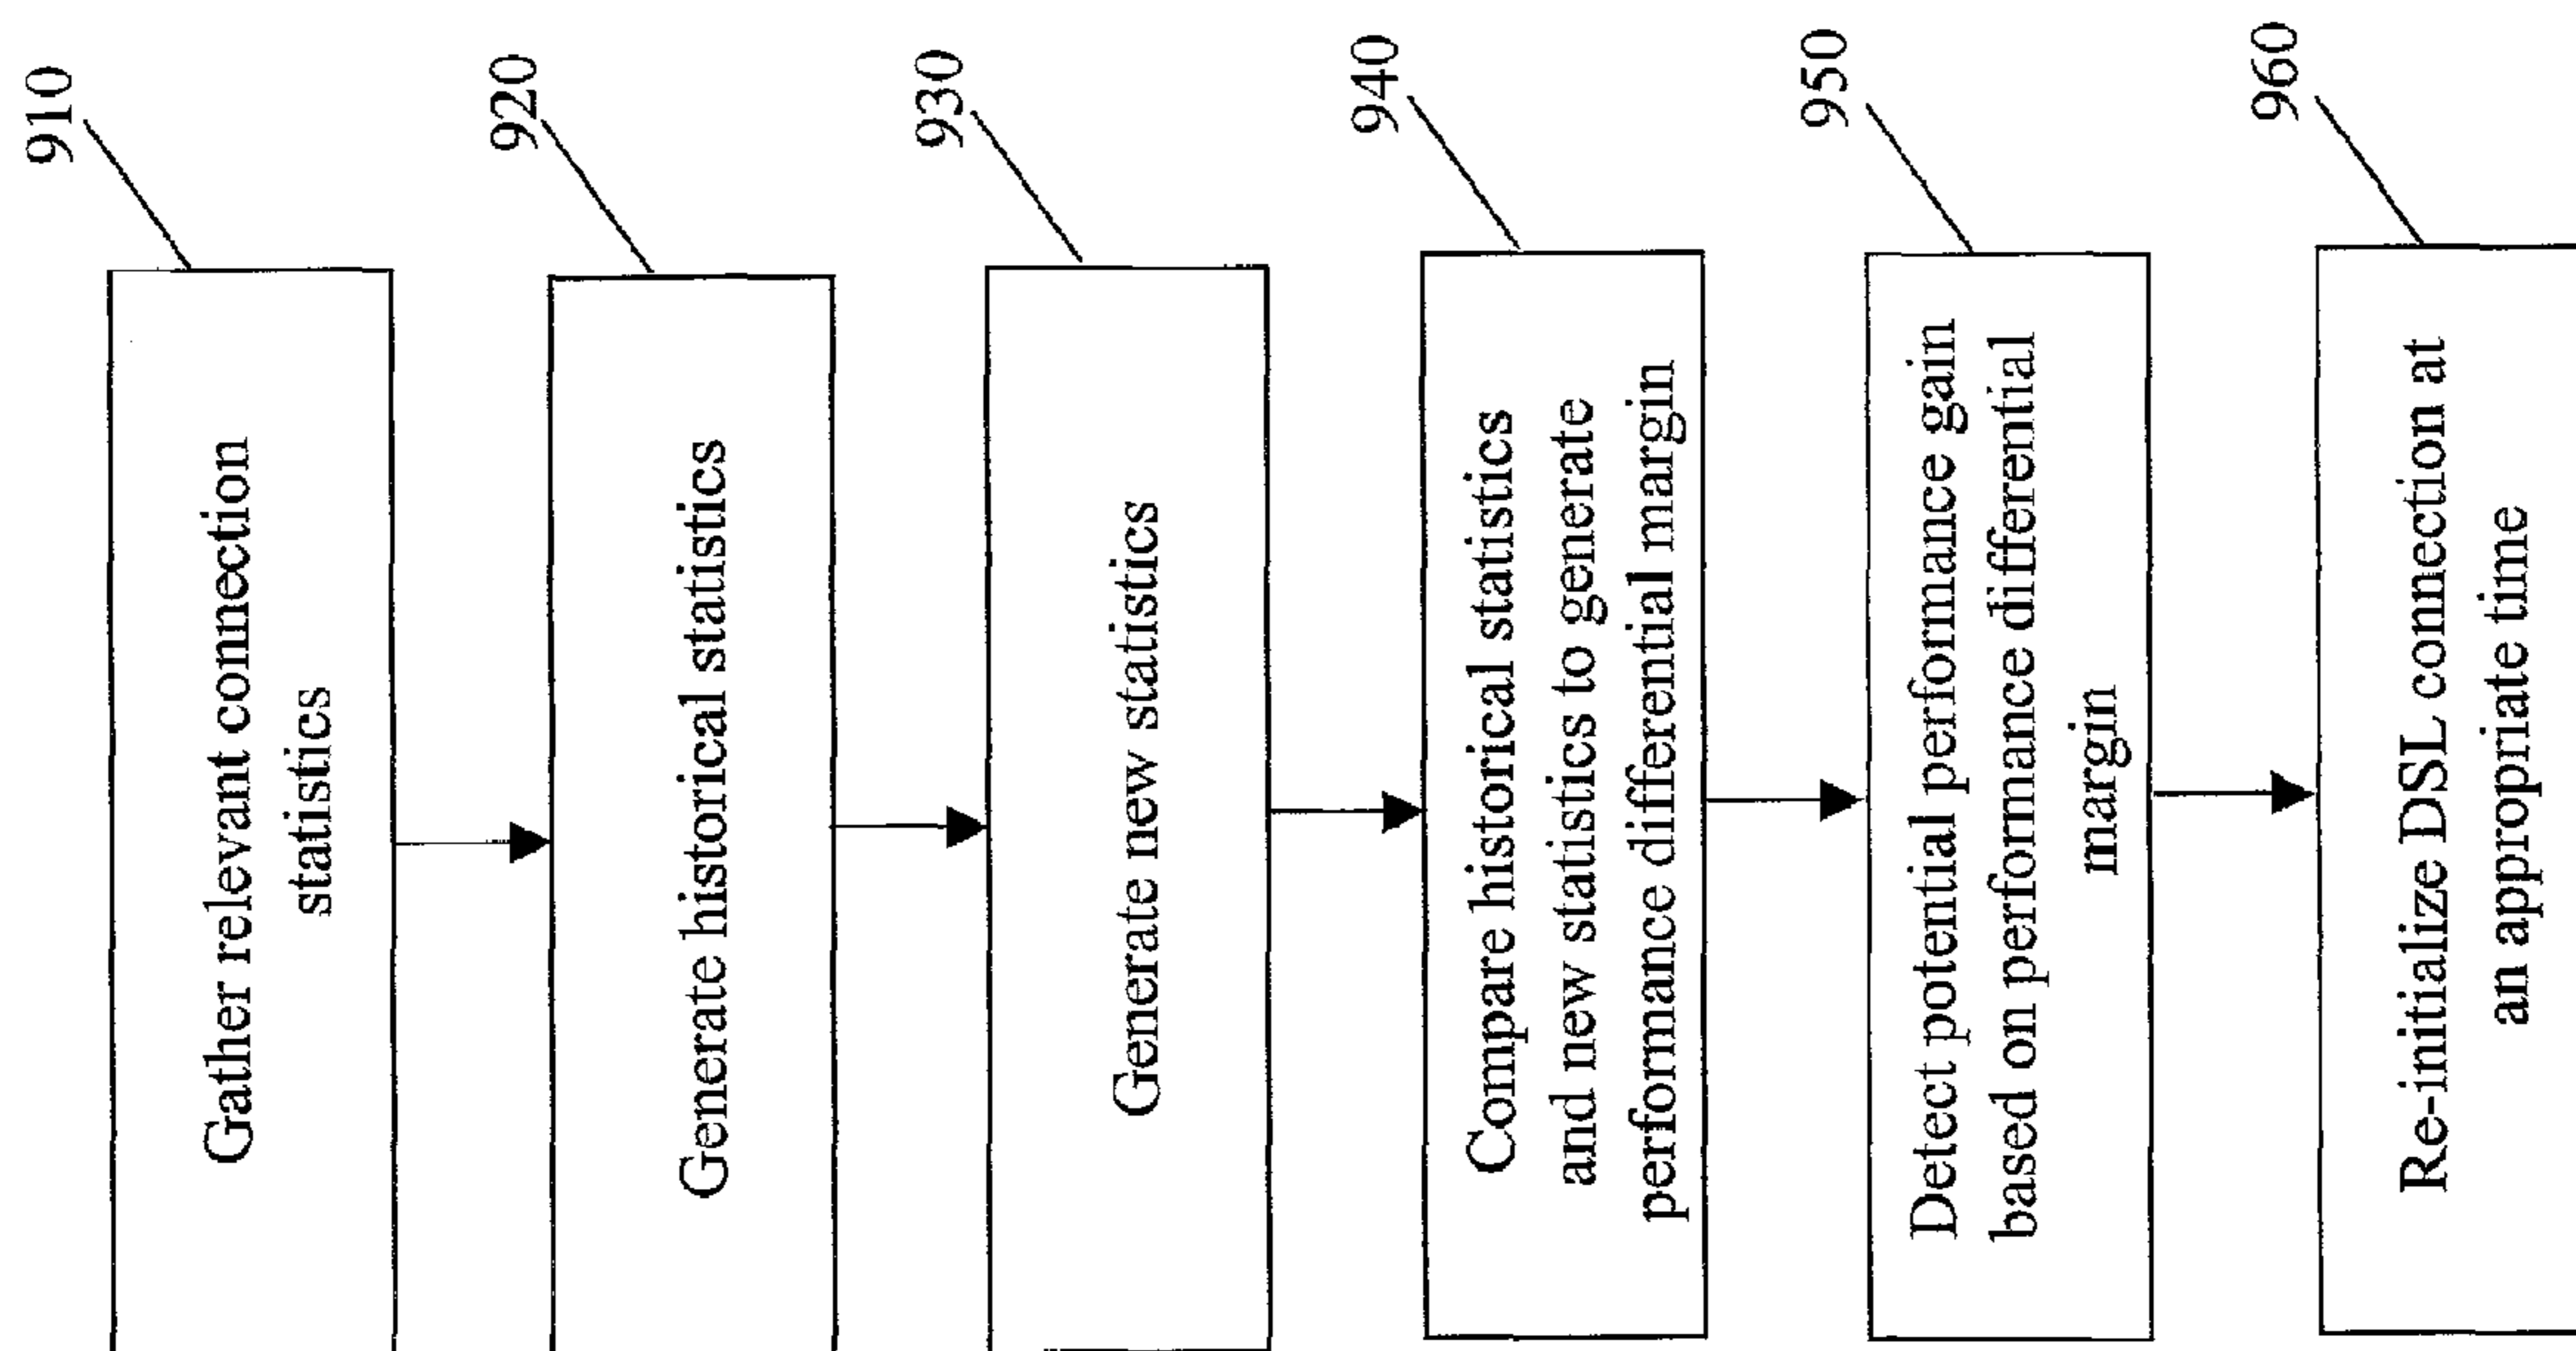 910
Gather relevant connection
statistics
920
Generate historical statistics
930
Generate new statistics
940
Compare historical statistics
and new statistics to generate
performance differential margin
950
Detect potential performance gain
based on performance differential
margin
960
Re-initialize DSL connection at
an appropriate time